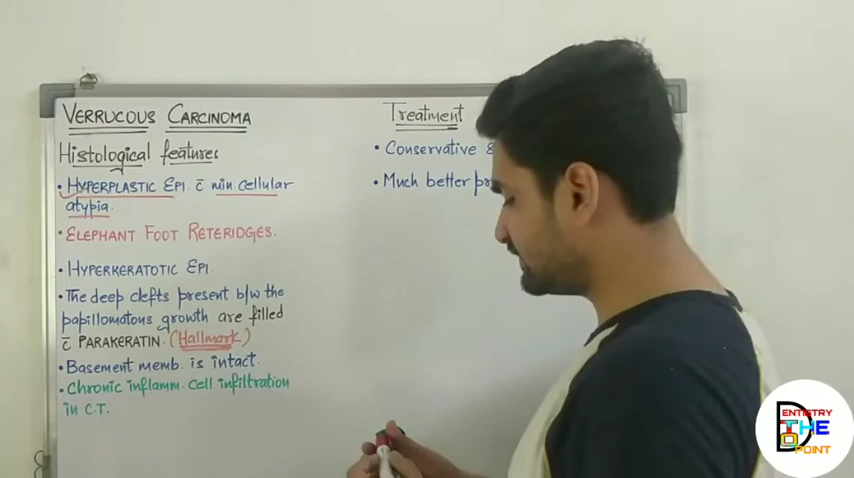 VERRUCOUS CARCINOMA
Histological features
• HYPERPLASTIC EPI. c̄ min. cellular
atypia.
• ELEPHANT FOOT RETERIDGES.
• HYPERKERATOTIC EPI.
• The deep clefts present b/w the
papillomatous growth are filled
c̄ PARAKERATIN. (Hallmark)
• Basement memb. is intact.
• Chronic inflamm. cell infiltration
in C.T.
Treatment
• Conservative
• Much better
DENTISTRY
THE
POINT